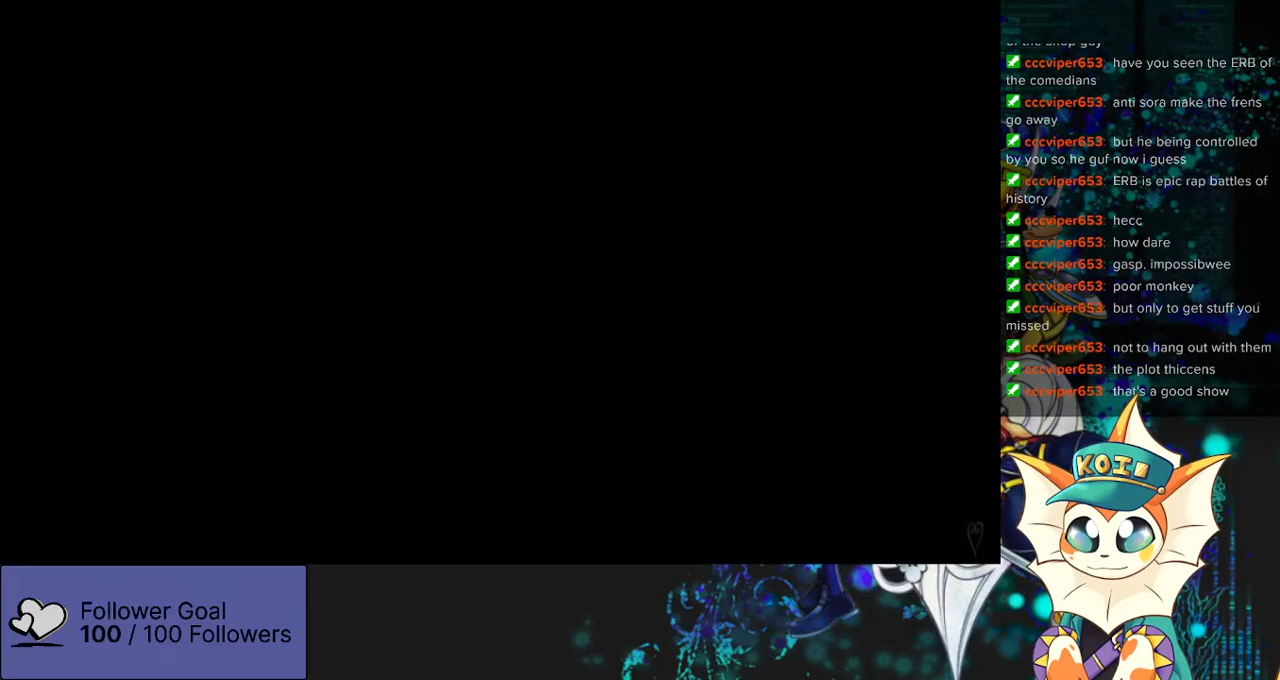 cccviper653: have you seen the ERB of
the comedians
cccviper653: anti sora make the frens
go away
cccviper653: but he being controlled
by you so he guf now i guess
cccviper653: ERB is epic rap battles of
history
cccviper653: hecc
cccviper653: how dare
cccviper653: gasp. impossibwee
cccviper653: poor monkey
cccviper653: but only to get stuff you
missed
cccviper653: not to hang out with them
cccviper653: the plot thiccens
cccviper653: that's a good show
KOI
Follower Goal
100 / 100 Followers